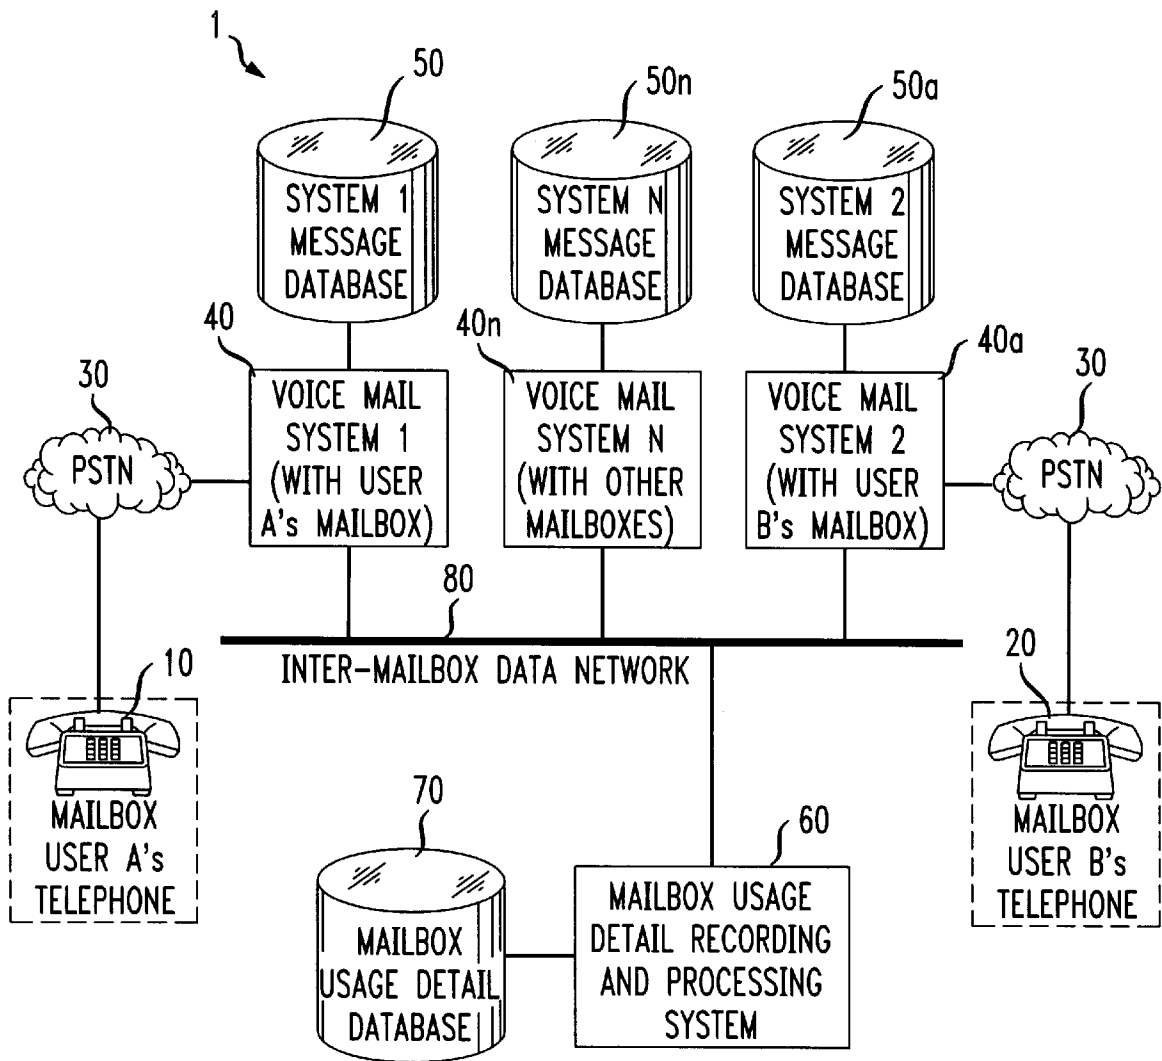 1
50
50n
50a
SYSTEM 1
MESSAGE
DATABASE
SYSTEM N
MESSAGE
DATABASE
SYSTEM 2
MESSAGE
DATABASE
40
40n
40a
30
30
PSTN
VOICE MAIL
SYSTEM 1
(WITH USER
A's MAILBOX)
VOICE MAIL
SYSTEM N
(WITH OTHER
MAILBOXES)
VOICE MAIL
SYSTEM 2
(WITH USER
B's MAILBOX)
PSTN
80
INTER-MAILBOX DATA NETWORK
10
20
MAILBOX
USER A's
TELEPHONE
MAILBOX
USER B's
TELEPHONE
70
60
MAILBOX
USAGE DETAIL
DATABASE
MAILBOX USAGE
DETAIL RECORDING
AND PROCESSING
SYSTEM